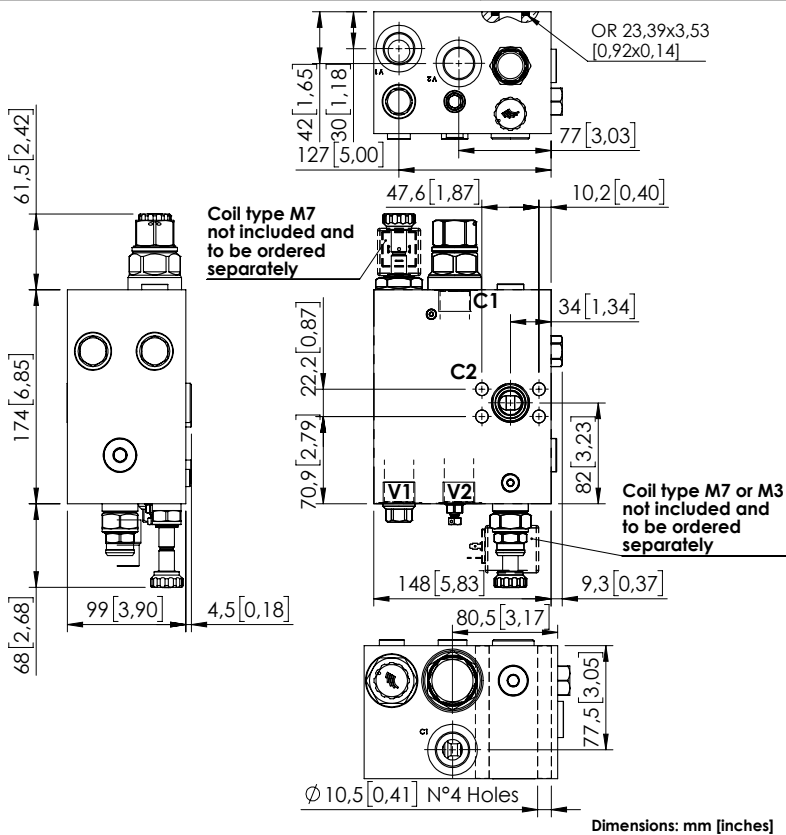 OR 23,39x3,53
[0,92x0,14]
V1
V2
42[1,65]
30[1,18]
77[3,03]
127[5,00]
61,5[2,42]
47,6[1,87]
10,2[0,40]
Coil type M7
not included and
to be ordered
separately
C1
34[1,34]
C2
22,2[0,87]
174[6,85]
70,9[2,79]
82[3,23]
V1
V2
Coil type M7 or M3
not included and
to be ordered
separately
148[5,83]
9,3[0,37]
99[3,90]
4,5[0,18]
68[2,68]
80,5[3,17]
77,5[3,05]
C1
Ø 10,5[0,41] N°4 Holes
Dimensions: mm [inches]